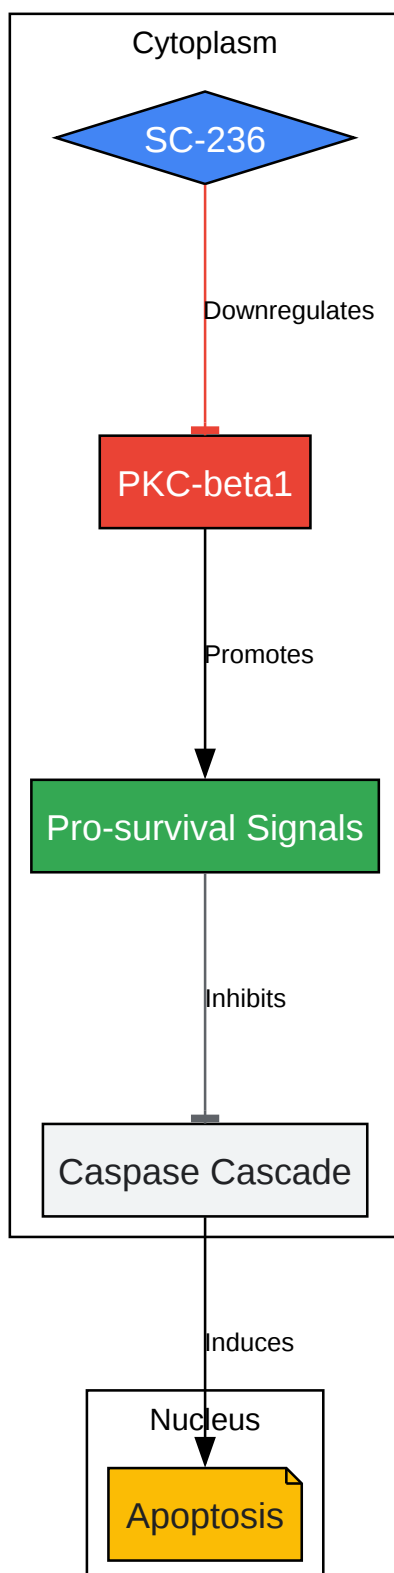 Cytoplasm
SC-236
Downregulates
PKC-beta1
Promotes
Pro-survival Signals
Inhibits
Caspase Cascade
Induces
Nucleus
Apoptosis